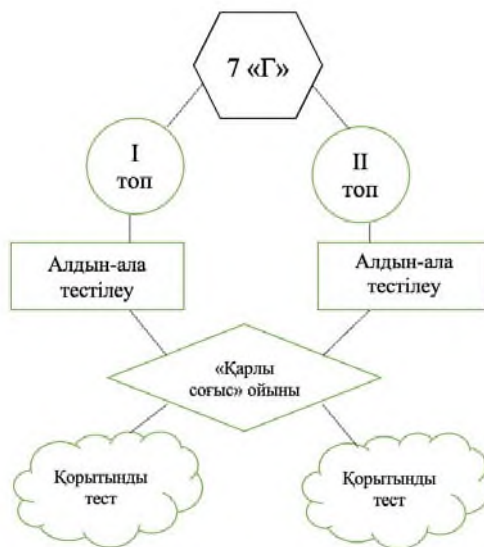 7 «Г»
I
топ
II
топ
Алдын-ала
тестілеу
Алдын-ала
тестілеу
«Қарлы
соғыс» ойыны
Қорытынды
тест
Қорытынды
тест